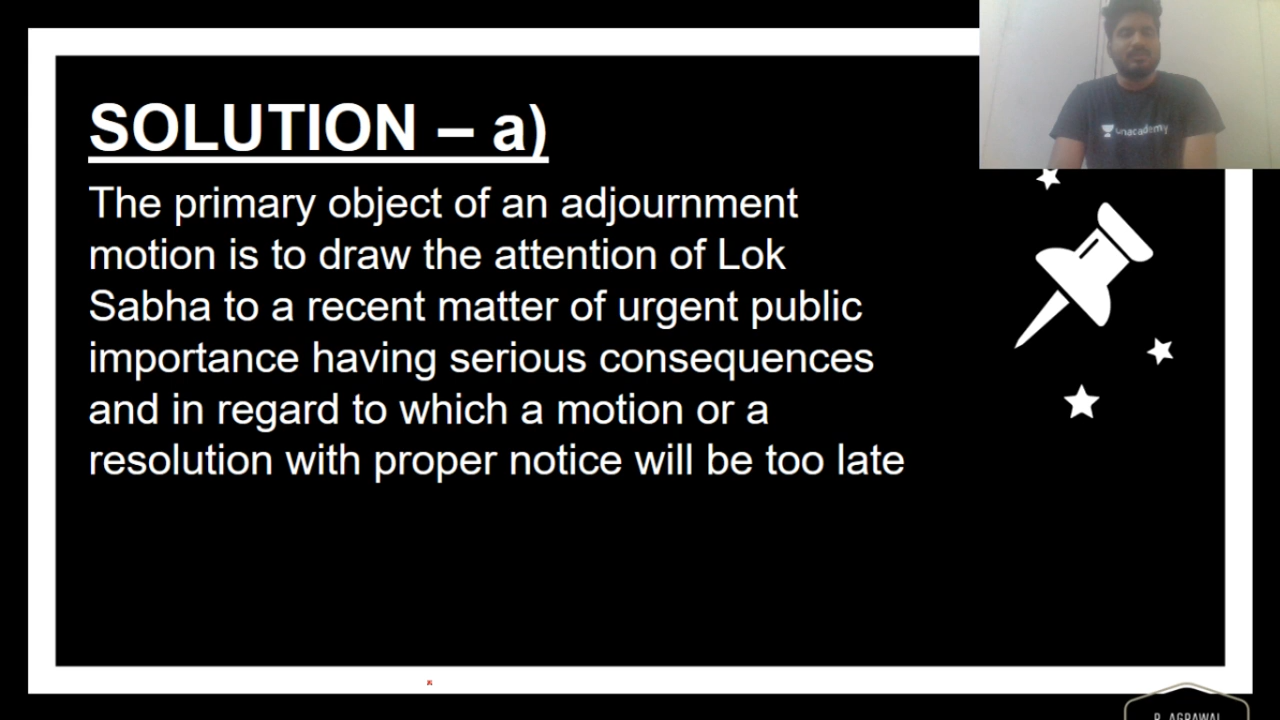 SOLUTION – a)
The primary object of an adjournment
motion is to draw the attention of Lok
Sabha to a recent matter of urgent public
importance having serious consequences
and in regard to which a motion or a
resolution with proper notice will be too late
unacademy
R. AGRAWAL